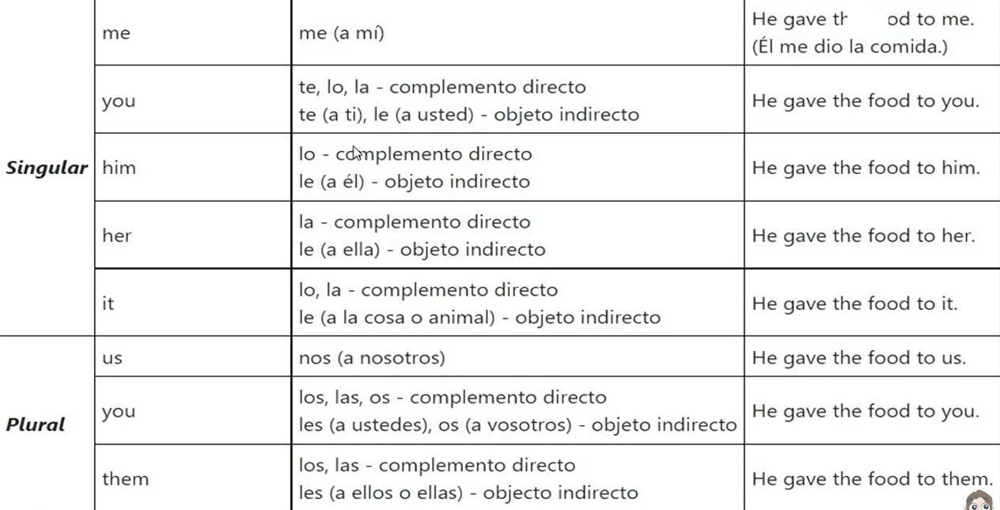 Singular
me
me (a mí)
He gave od to me.
(Él me dio la comida.)
you
te, lo, la - complemento directo
te (a ti), le (a usted) - objeto indirecto
He gave the food to you.
him
lo - complemento directo
le (a él) - objeto indirecto
He gave the food to him.
her
la - complemento directo
le (a ella) - objeto indirecto
He gave the food to her.
it
lo, la - complemento directo
le (a la cosa o animal) - objeto indirecto
He gave the food to it.
Plural
us
nos (a nosotros)
He gave the food to us.
you
los, las, os - complemento directo
les (a ustedes), os (a vosotros) - objeto indirecto
He gave the food to you.
them
los, las - complemento directo
les (a ellos o ellas) - objecto indirecto
He gave the food to them.